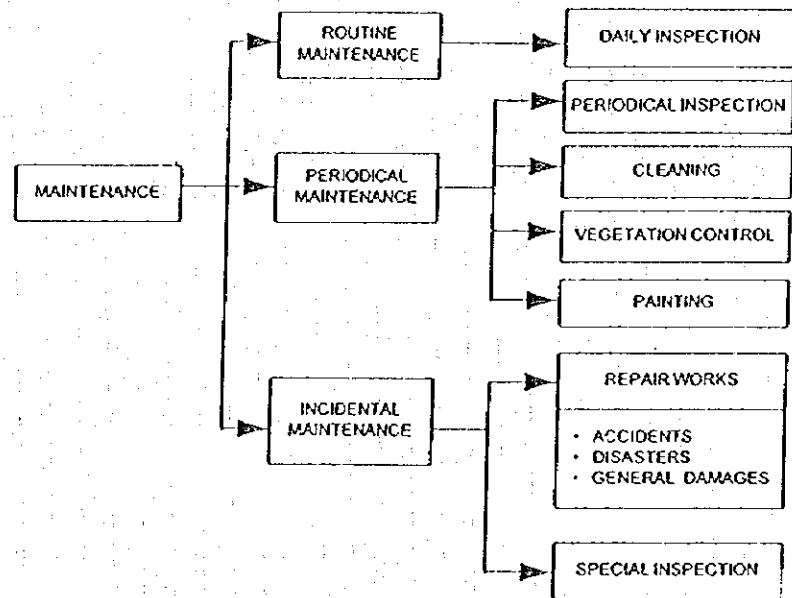 ROUTINE
MAINTENANCE
DAILY INSPECTION
PERIODICAL INSPECTION
MAINTENANCE
PERIODICAL
MAINTENANCE
CLEANING
VEGETATION CONTROL
PAINTING
INCIDENTAL
MAINTENANCE
REPAIR WORKS
• ACCIDENTS
• DISASTERS
• GENERAL DAMAGES
SPECIAL INSPECTION